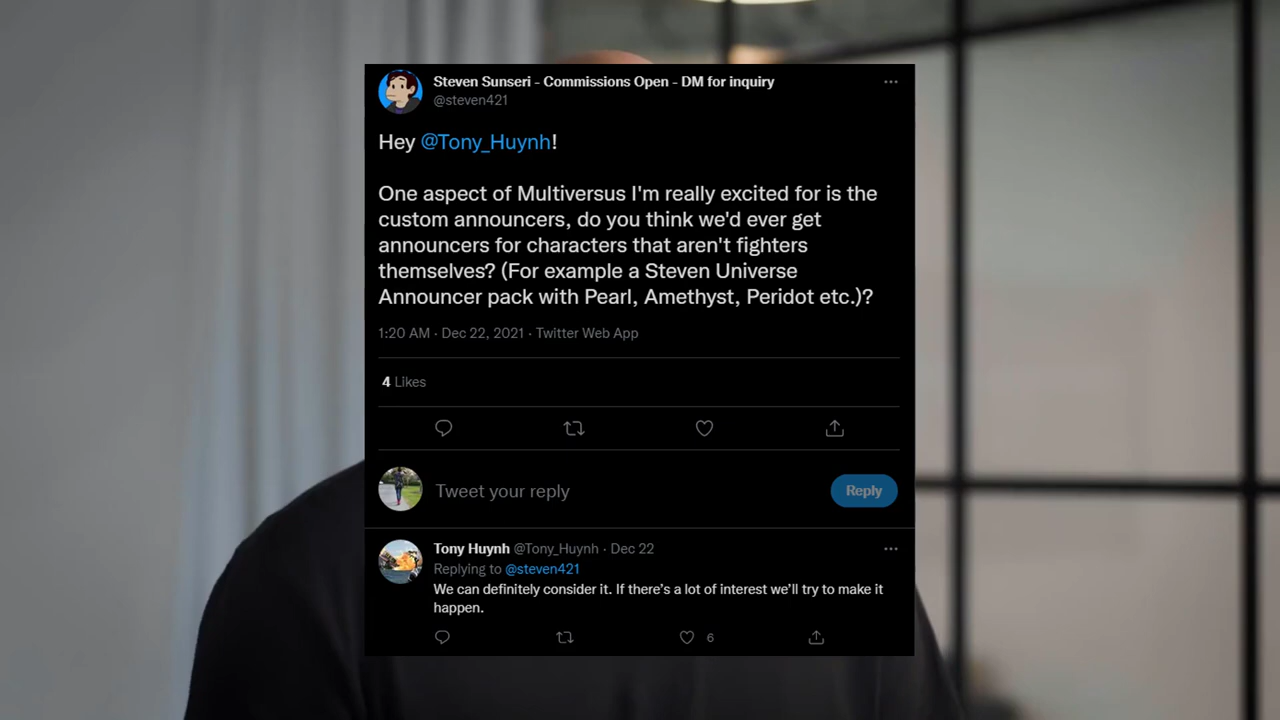 Steven Sunseri - Commissions Open - DM for inquiry
@steven421
Hey @Tony_Huynh!
One aspect of Multiversus I'm really excited for is the
custom announcers, do you think we'd ever get
announcers for characters that aren't fighters
themselves? (For example a Steven Universe
Announcer pack with Pearl, Amethyst, Peridot etc.)?
1:20 AM · Dec 22, 2021 · Twitter Web App
4 Likes
Tweet your reply
Reply
Tony Huynh @Tony_Huynh · Dec 22
Replying to @steven421
We can definitely consider it. If there's a lot of interest we'll try to make it
happen.
6